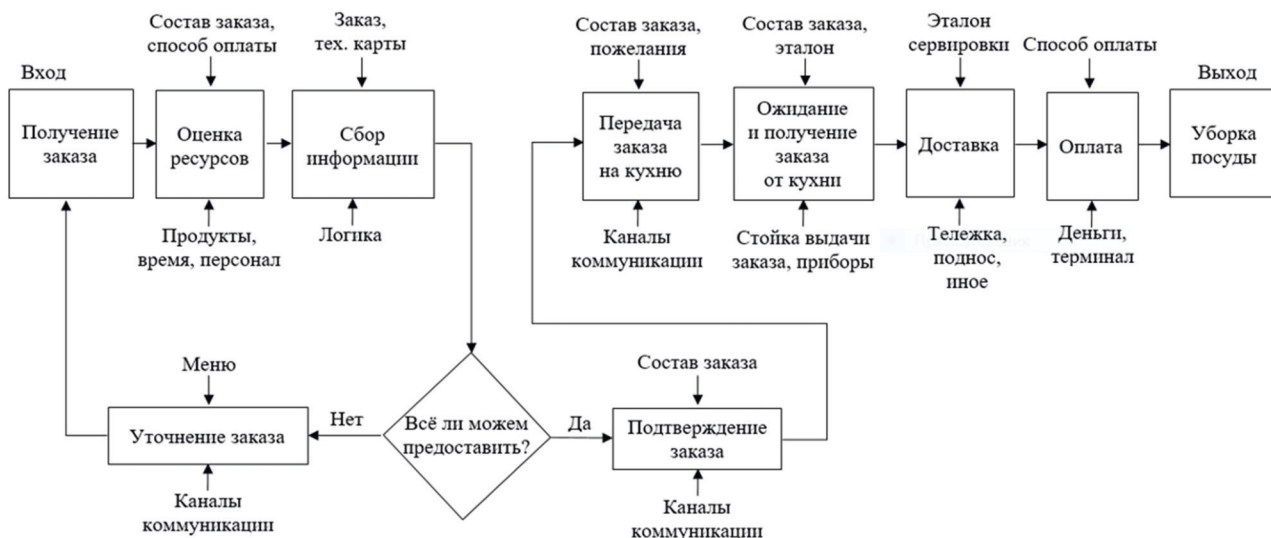 Вход
Получение
заказа
Состав заказа,
способ оплаты
Оценка
ресурсов
Продукты,
время, персонал
Заказ,
тех. карты
Сбор
информации
Логика
Всё ли можем
предоставить?
Нет
Меню
Уточнение заказа
Каналы
коммуникации
Да
Состав заказа
Подтверждение
заказа
Каналы
коммуникации
Состав заказа,
пожелания
Передача
заказа
на кухню
Каналы
коммуникации
Состав заказа,
эталон
Ожидание
и получение
заказа
от кухни
Стойка выдачи
заказа, приборы
Эталон
сервировки
Доставка
Тележка,
поднос,
иное
Способ оплаты
Оплата
Деньги,
терминал
Выход
Уборка
посуды